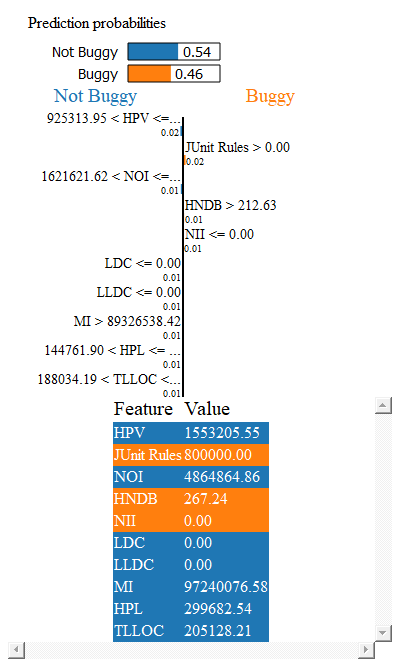 Prediction probabilities
Not Buggy 0.54
Buggy 0.46
Not Buggy Buggy
925313.95 < HPV <=...
0.02
JUnit Rules > 0.00
0.02
1621621.62 < NOI <=...
0.01
HNDB > 212.63
0.01
NII <= 0.00
0.01
LDC <= 0.00
0.01
LLDC <= 0.00
0.01
MI > 89326538.42
0.01
144761.90 < HPL <= ...
0.01
188034.19 < TLLOC <...
0.01
Feature Value
HPV 1553205.55
JUnit Rules 800000.00
NOI 4864864.86
HNDB 267.24
NII 0.00
LDC 0.00
LLDC 0.00
MI 97240076.58
HPL 299682.54
TLLOC 205128.21